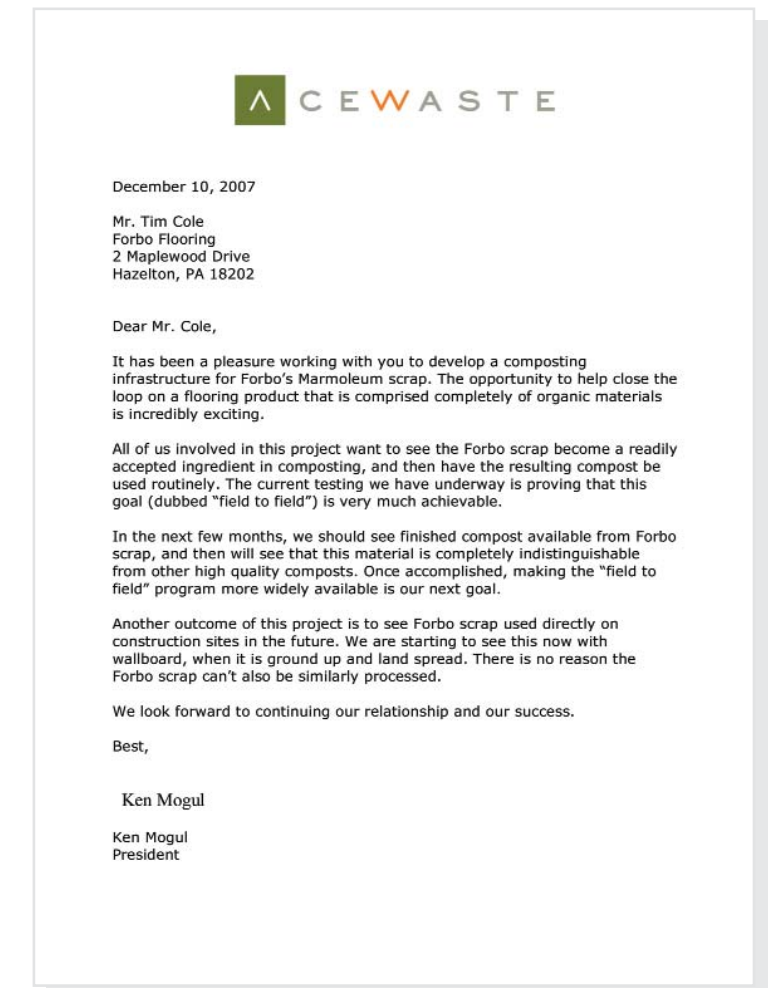 ACEWASTE
December 10, 2007
Mr. Tim Cole
Forbo Flooring
2 Maplewood Drive
Hazelton, PA 18202
Dear Mr. Cole,
It has been a pleasure working with you to develop a composting
infrastructure for Forbo’s Marmoleum scrap. The opportunity to help close the
loop on a flooring product that is comprised completely of organic materials
is incredibly exciting.
All of us involved in this project want to see the Forbo scrap become a readily
accepted ingredient in composting, and then have the resulting compost be
used routinely. The current testing we have underway is proving that this
goal (dubbed “field to field”) is very much achievable.
In the next few months, we should see finished compost available from Forbo
scrap, and then will see that this material is completely indistinguishable
from other high quality composts. Once accomplished, making the “field to
field” program more widely available is our next goal.
Another outcome of this project is to see Forbo scrap used directly on
construction sites in the future. We are starting to see this now with
wallboard, when it is ground up and land spread. There is no reason the
Forbo scrap can’t also be similarly processed.
We look forward to continuing our relationship and our success.
Best,
Ken Mogul
Ken Mogul
President